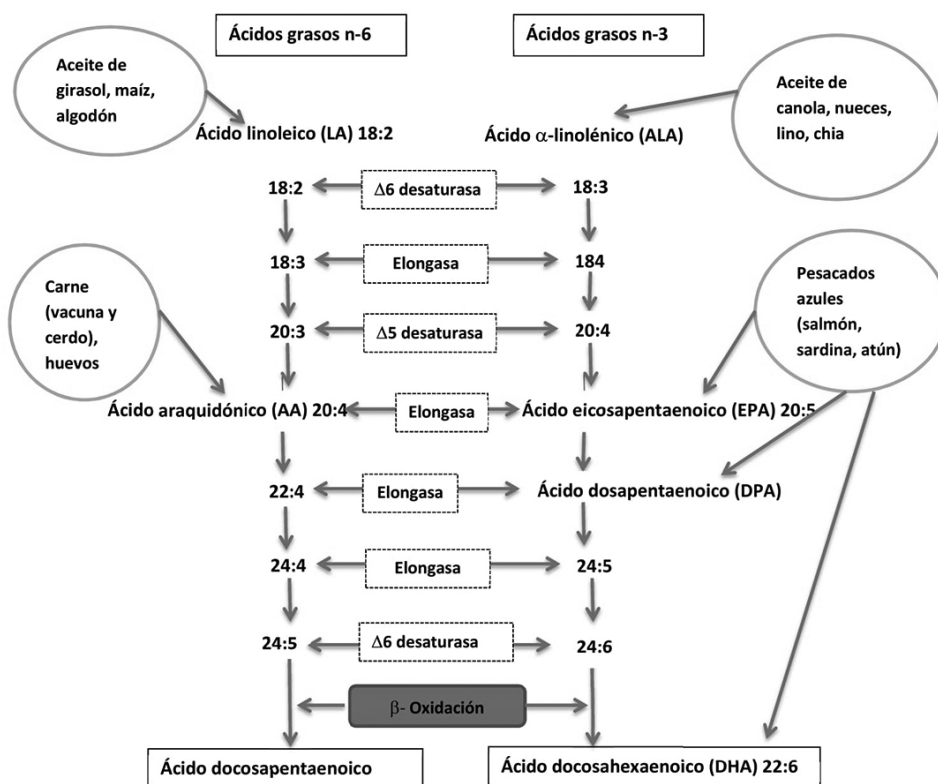 Ácidos grasos n-6
Ácidos grasos n-3
Aceite de
girasol, maíz,
algodón
Aceite de
canola, nueces,
lino, chia
Ácido linoleico (LA) 18:2
Ácido α-linolénico (ALA)
18:2
Δ6 desaturasa
18:3
18:3
Elongasa
184
Carne
(vacuna y
cerdo),
huevos
Pesacados
azules
(salmón,
sardina, atún)
20:3
Δ5 desaturasa
20:4
Ácido araquidónico (AA) 20:4
Elongasa
Ácido eicosapentaenoico (EPA) 20:5
22:4
Elongasa
Ácido dosapentaenoico (DPA)
24:4
Elongasa
24:5
24:5
Δ6 desaturasa
24:6
β- Oxidación
Ácido docosapentaenoico
Ácido docosahexaenoico (DHA) 22:6